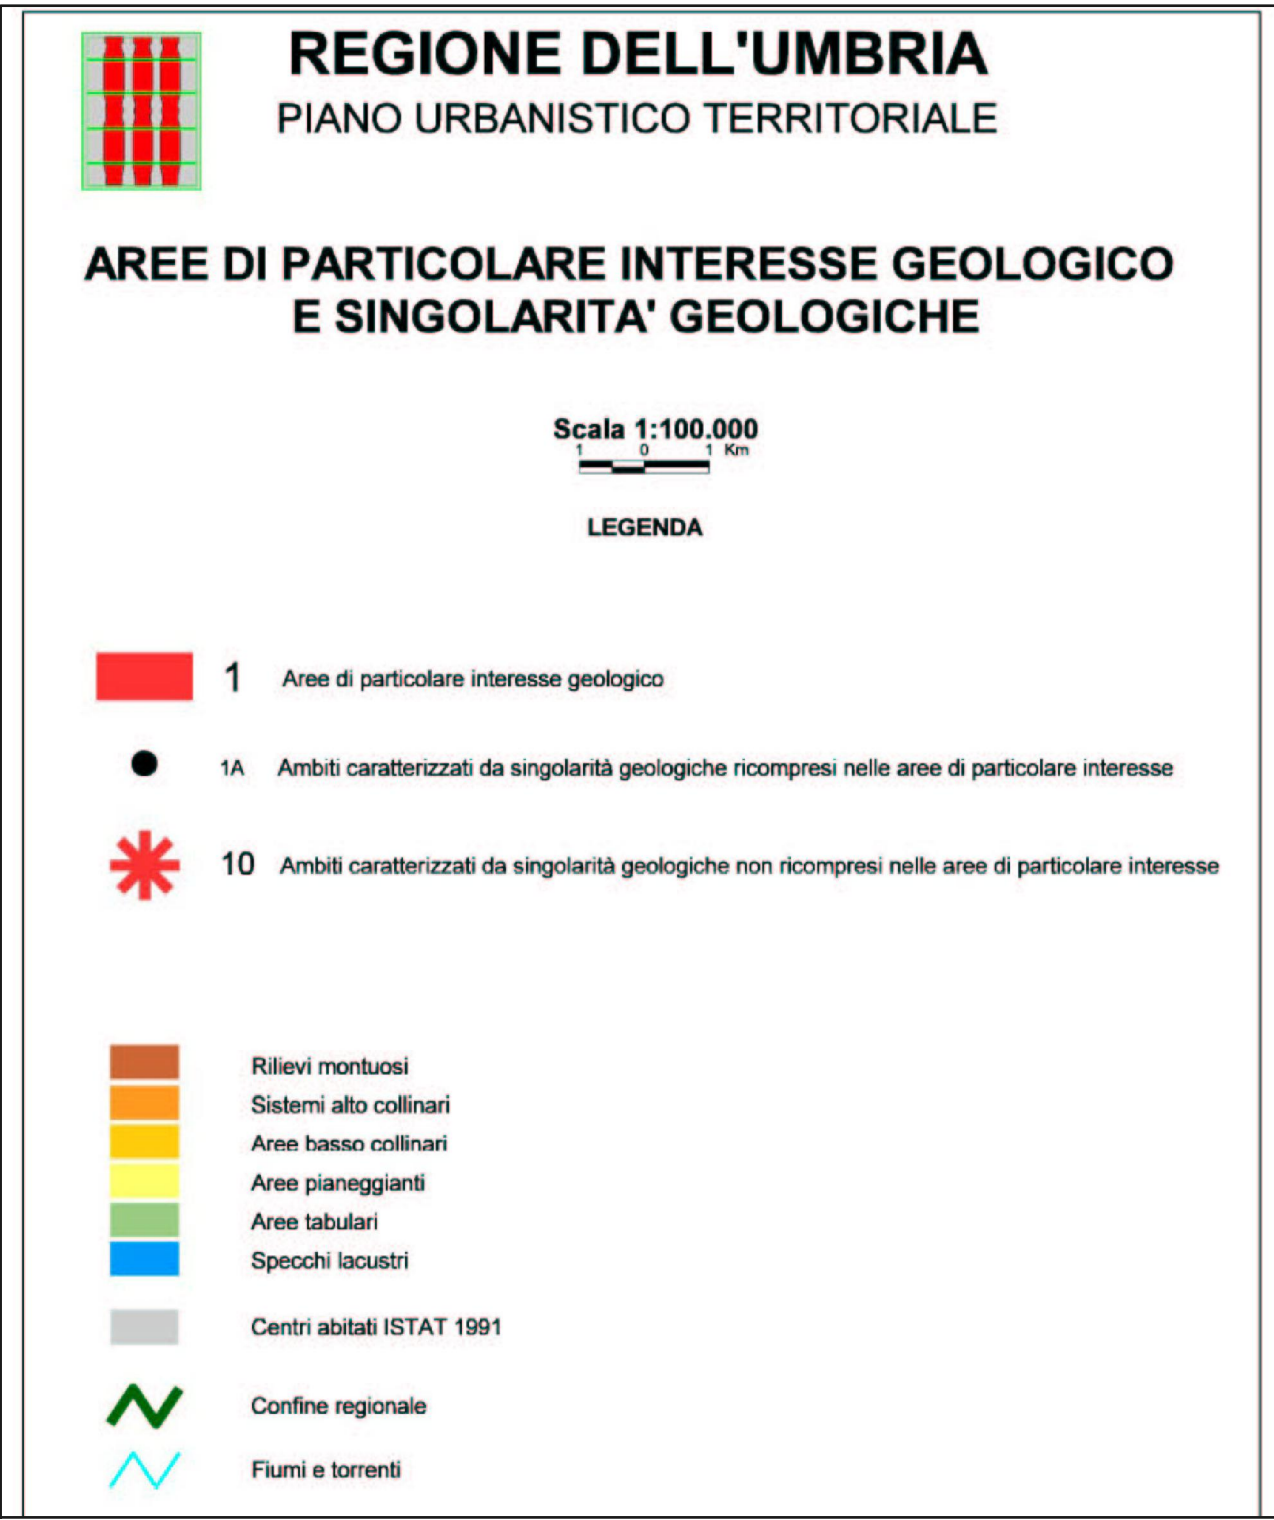 REGIONE DELL'UMBRIA
PIANO URBANISTICO TERRITORIALE
AREE DI PARTICOLARE INTERESSE GEOLOGICO
E SINGOLARITA' GEOLOGICHE
Scala 1:100.000
1 0 1 Km
LEGENDA
1 Aree di particolare interesse geologico
1A Ambiti caratterizzati da singolarità geologiche ricompresi nelle aree di particolare interesse
10 Ambiti caratterizzati da singolarità geologiche non ricompresi nelle aree di particolare interesse
Rilievi montuosi
Sistemi alto collinari
Aree basso collinari
Aree pianeggianti
Aree tabulari
Specchi lacustri
Centri abitati ISTAT 1991
Confine regionale
Fiumi e torrenti